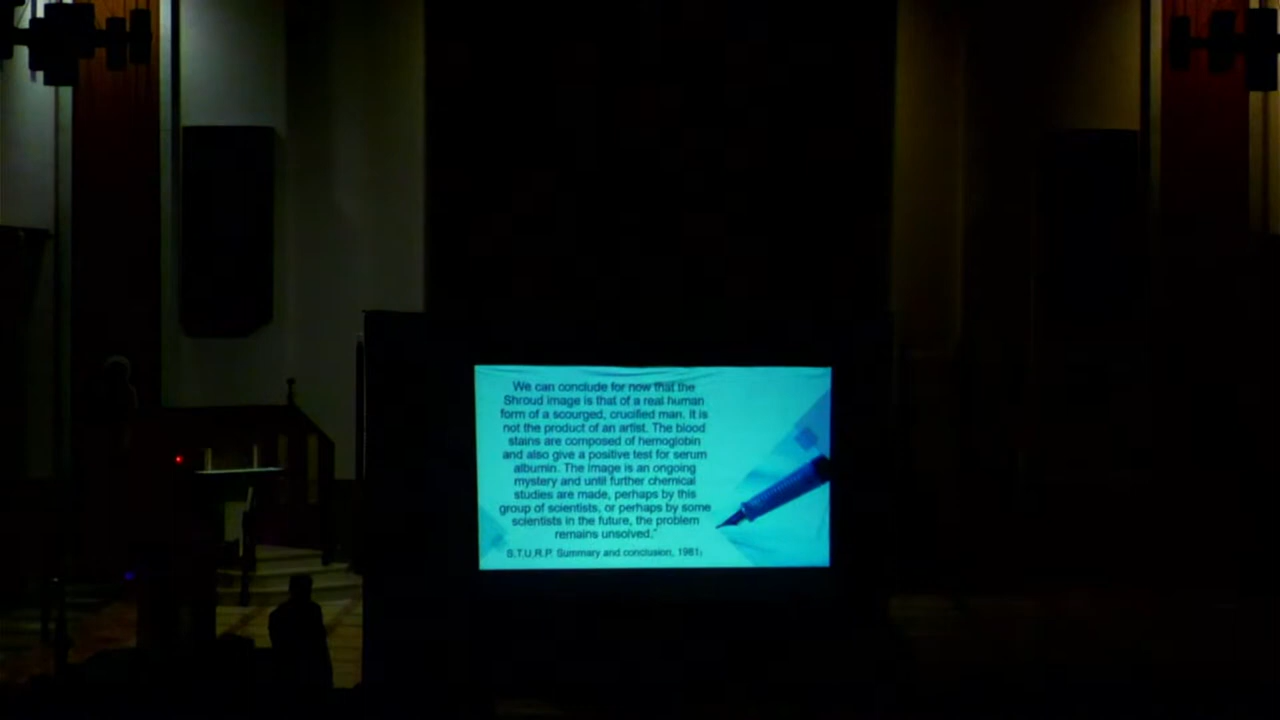 We can conclude for now that the
Shroud image is that of a real human
form of a scourged, crucified man. It is
not the product of an artist. The blood
stains are composed of hemoglobin
and also give a positive test for serum
albumin. The image is an ongoing
mystery and until further chemical
studies are made, perhaps by this
group of scientists, or perhaps by some
scientists in the future, the problem
remains unsolved."
S.T.U.R.P. Summary and conclusion, 1981)